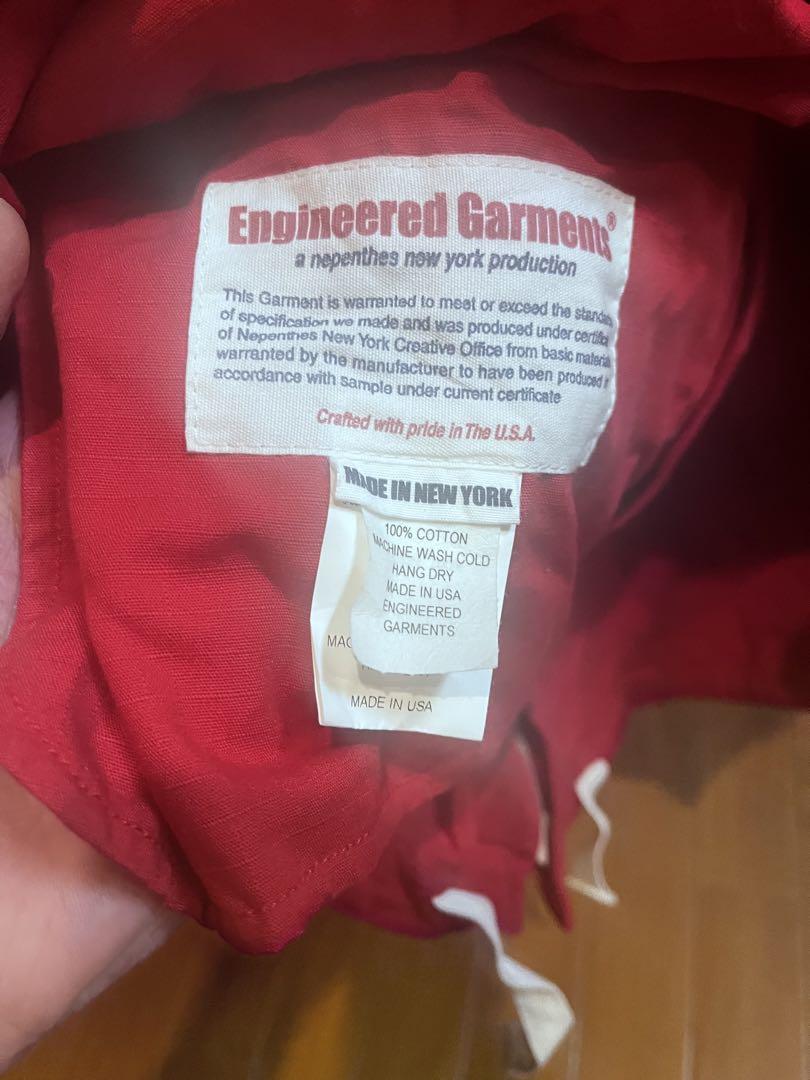 Engineered Garments®
a nepenthes new york production
This Garment is warranted to meet or exceed the
of specification we made and was produced under
of Nepenthes New York Creative Office from basic
warranted by the manufacturer to have been produced
accordance with sample under current certificate
Crafted with pride in The U.S.A.
MADE IN NEW YORK
100% COTTON
MACHINE WASH COLD
HANG DRY
MADE IN USA
ENGINEERED
GARMENTS
MAC
MADE IN USA